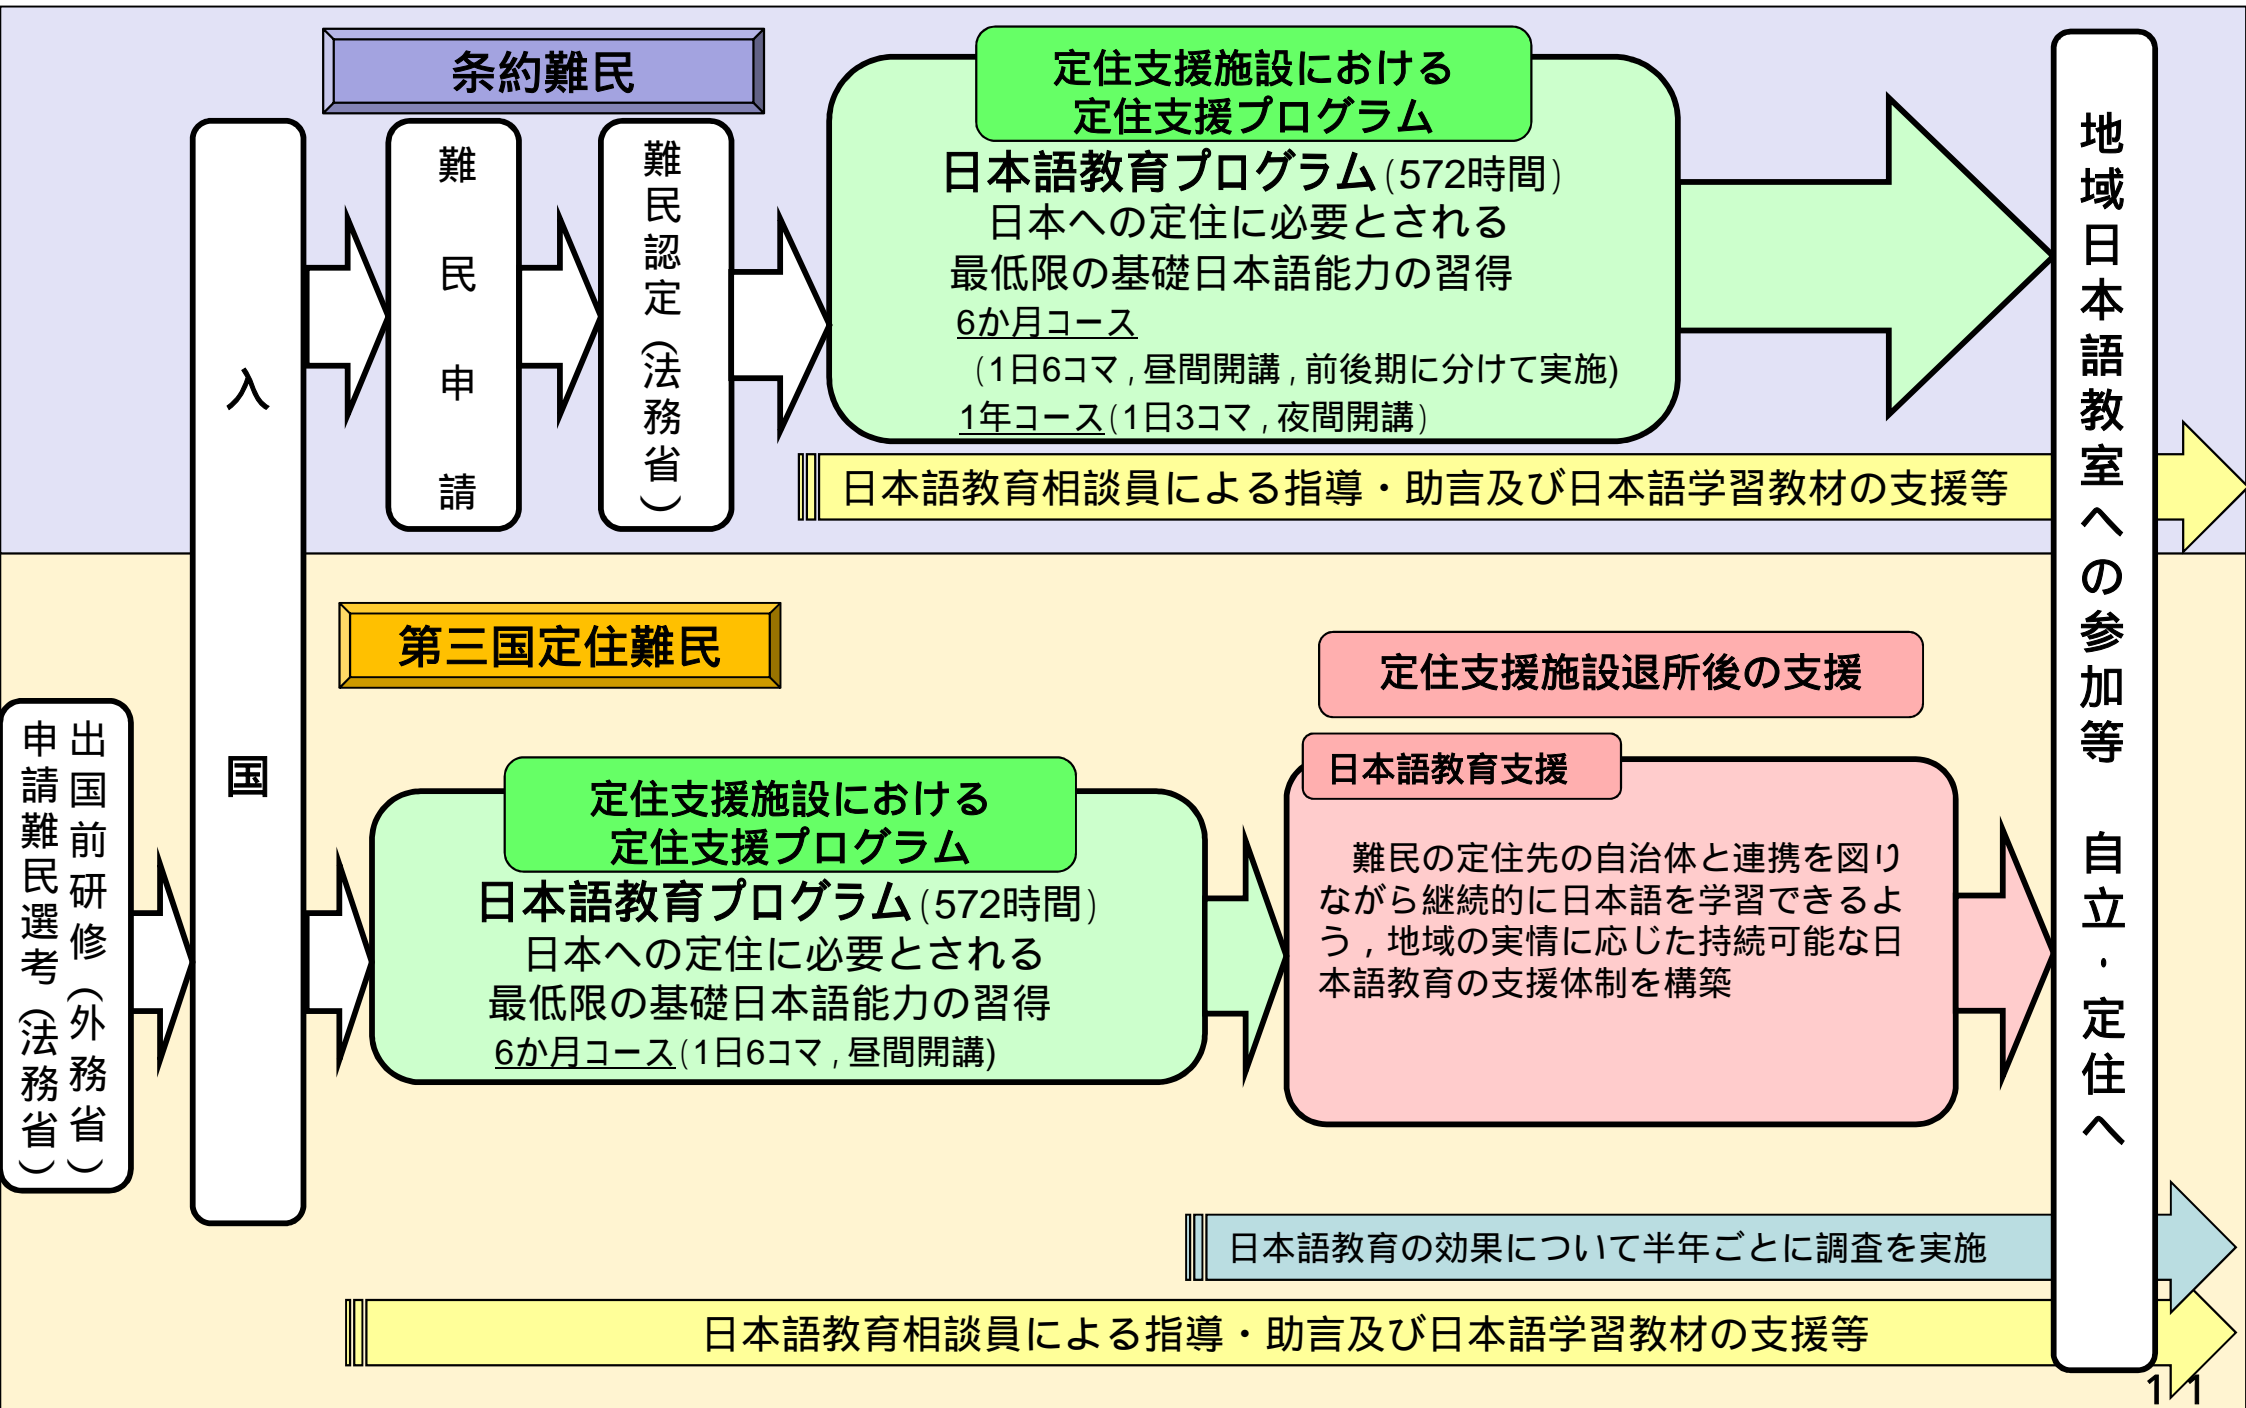 条約難民
入国
難民申請
難民認定（法務省）
定住支援施設における
定住支援プログラム
日本語教育プログラム（572時間）
日本への定住に必要とされる
最低限の基礎日本語能力の習得
6か月コース
（1日6コマ，昼間開講，前後期に分けて実施)
1年コース（1日3コマ，夜間開講）
日本語教育相談員による指導・助言及び日本語学習教材の支援等
地域日本語教室への参加等　自立・定住へ
第三国定住難民
出国前研修（外務省）
申請難民選考（法務省）
定住支援施設における
定住支援プログラム
日本語教育プログラム（572時間）
日本への定住に必要とされる
最低限の基礎日本語能力の習得
6か月コース（1日6コマ，昼間開講)
定住支援施設退所後の支援
日本語教育支援
　難民の定住先の自治体と連携を図り
ながら継続的に日本語を学習できるよ
う，地域の実情に応じた持続可能な日
本語教育の支援体制を構築
日本語教育の効果について半年ごとに調査を実施
日本語教育相談員による指導・助言及び日本語学習教材の支援等
11